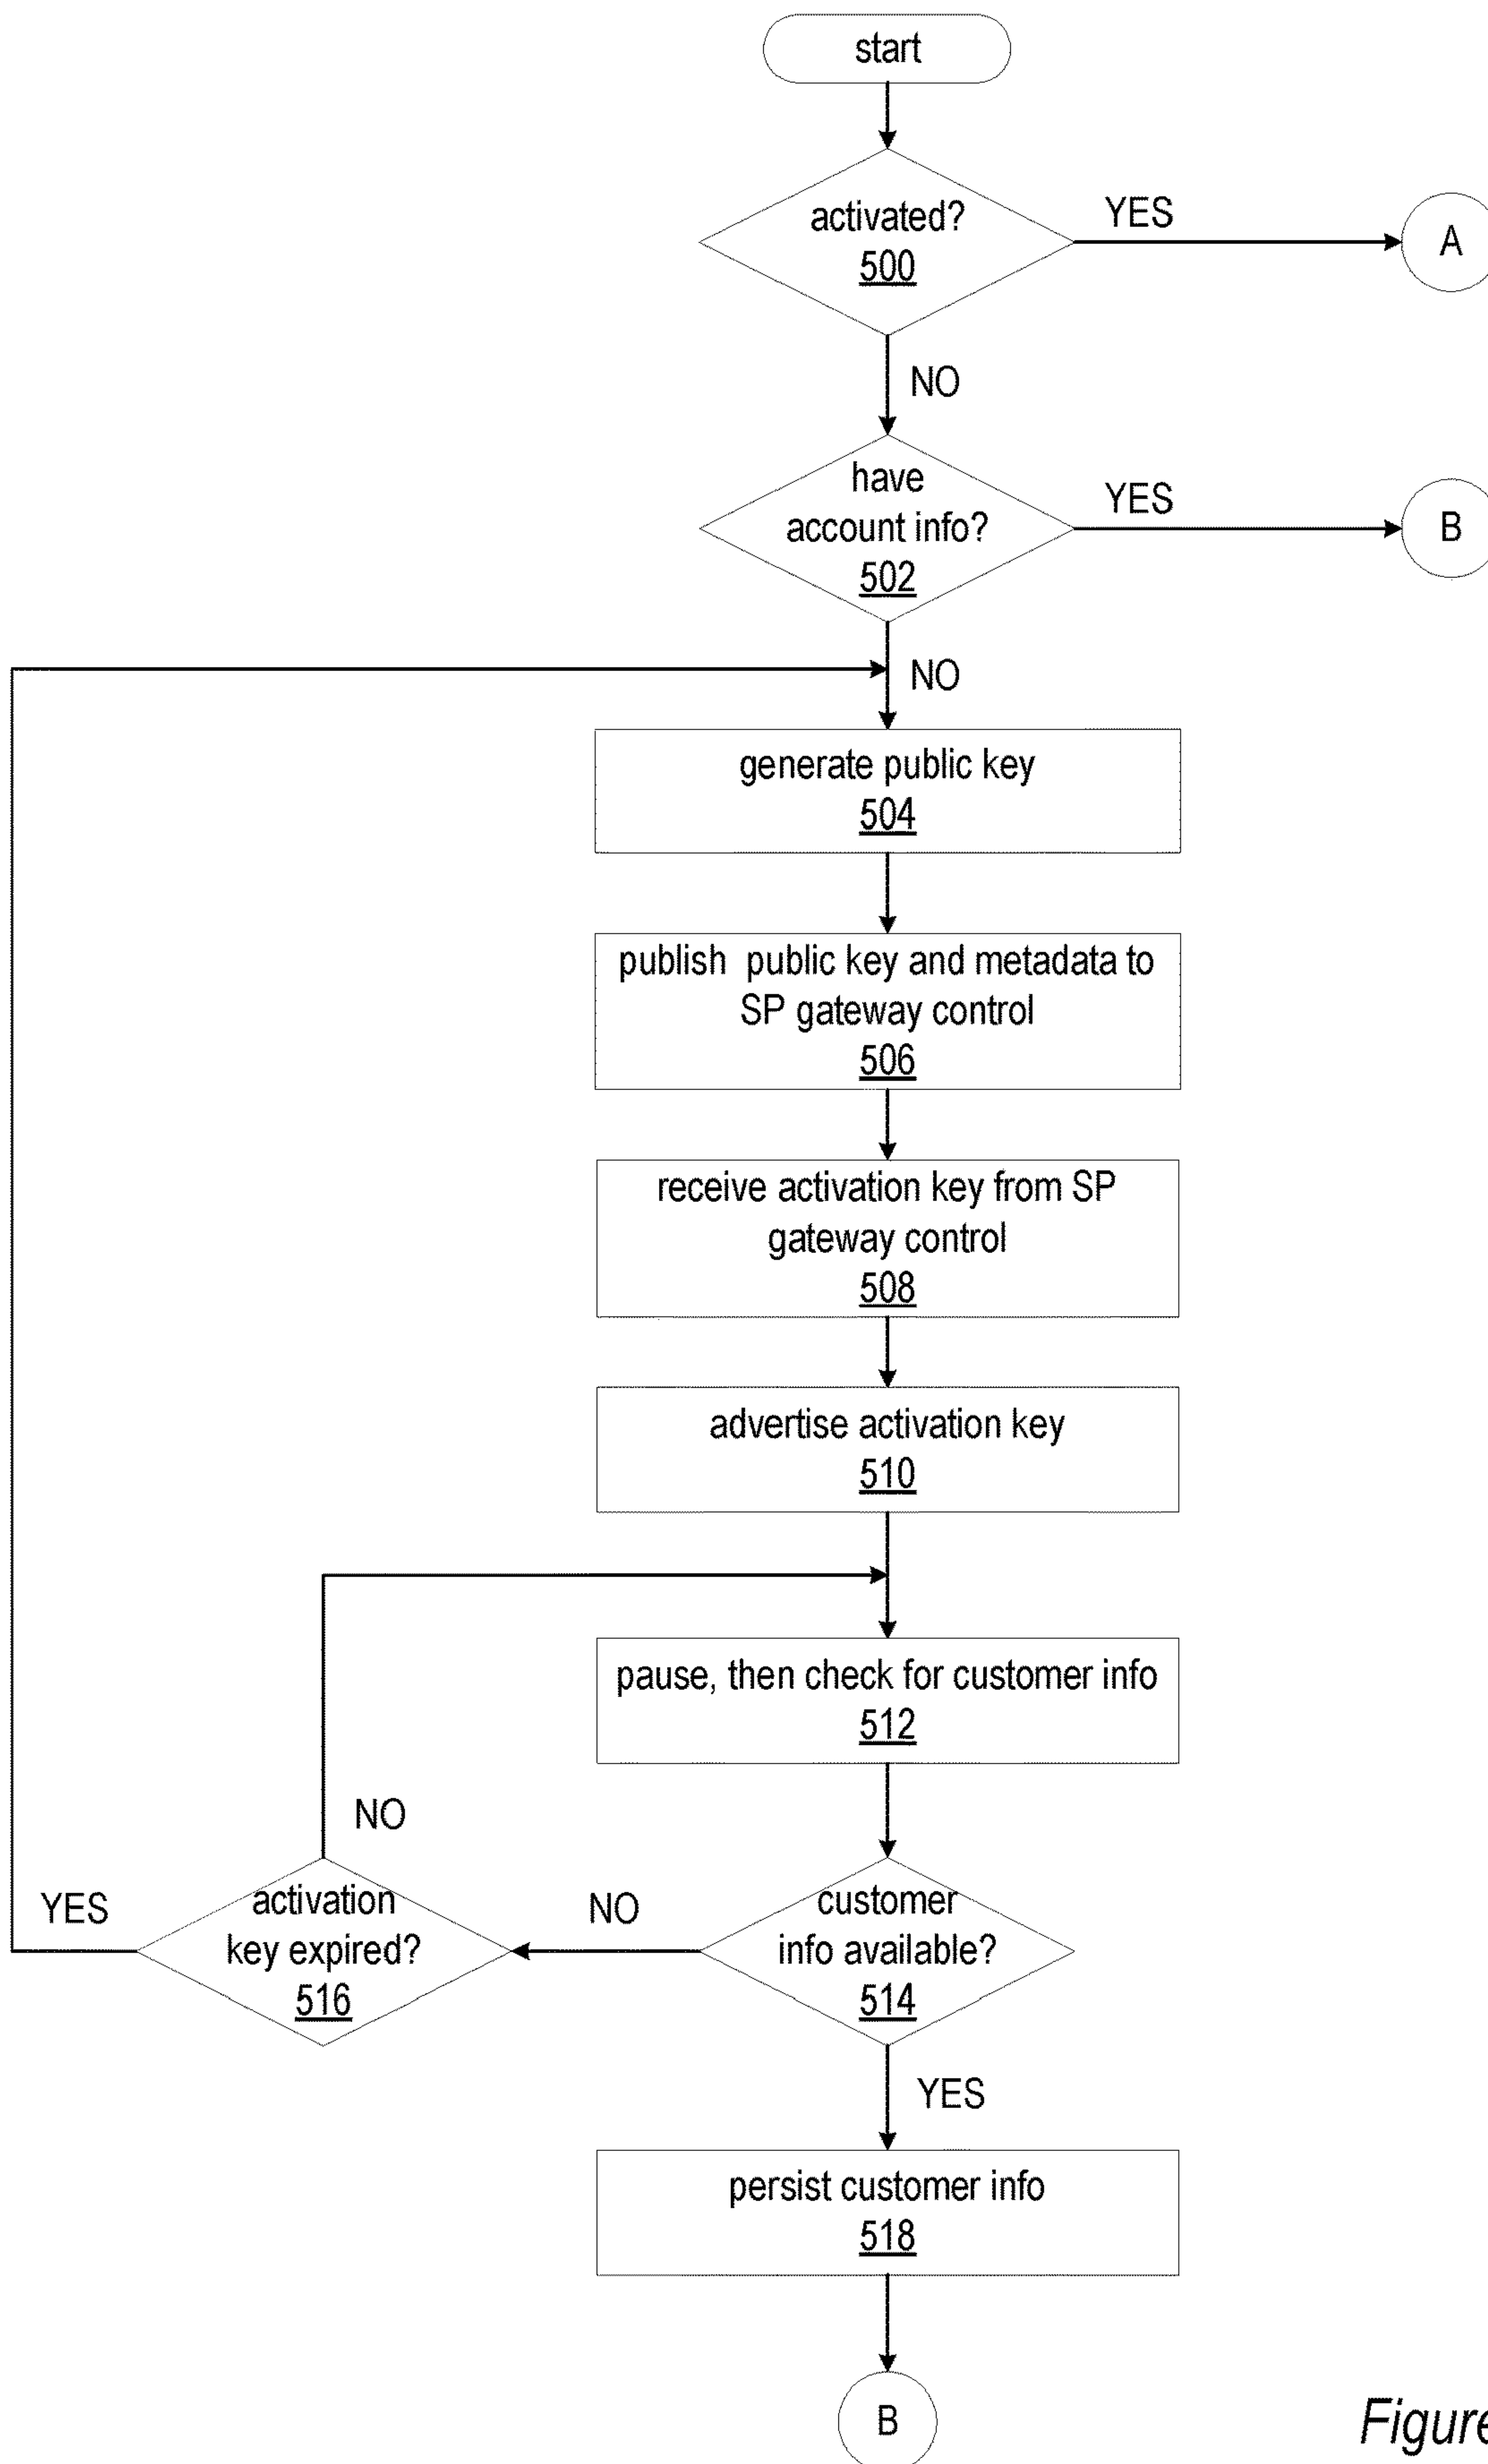 start
activated?
500
YES
A
NO
have
account info?
502
YES
B
NO
generate public key
504
publish public key and metadata to
SP gateway control
506
receive activation key from SP
gateway control
508
advertise activation key
510
pause, then check for customer info
512
NO
YES
activation
key expired?
516
NO
customer
info available?
514
YES
persist customer info
518
B
Figure